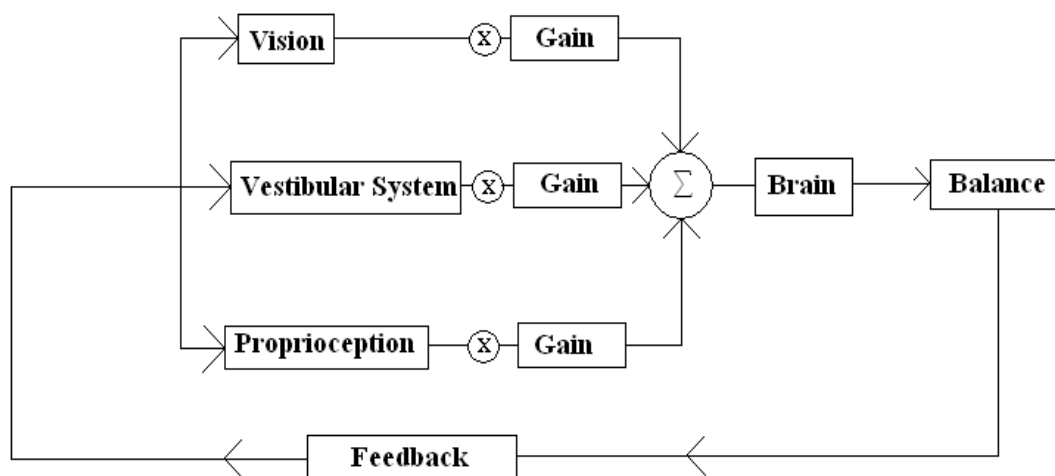 Vision
X
Gain
Vestibular System
X
Gain
Σ
Brain
Balance
Proprioception
X
Gain
Feedback